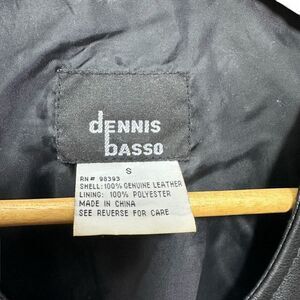 dENNIS
bASSO
S
RN# 98393
SHELL: 100% GENUINE LEATHER
LINING: 100% POLYESTER
MADE IN CHINA
SEE REVERSE FOR CARE